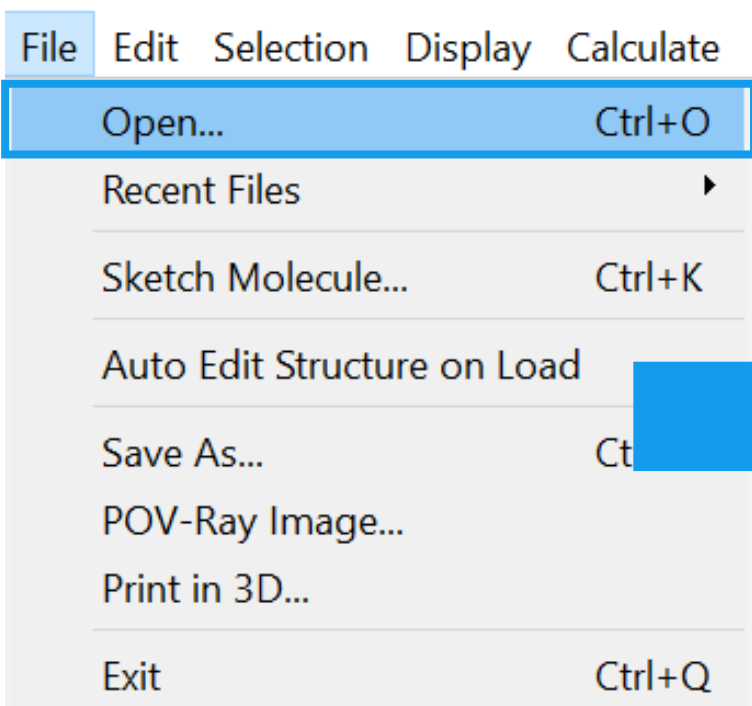 File Edit Selection Display Calculate
Open... Ctrl+O
Recent Files
Sketch Molecule... Ctrl+K
Auto Edit Structure on Load
Save As...
POV-Ray Image...
Print in 3D...
Exit Ctrl+Q